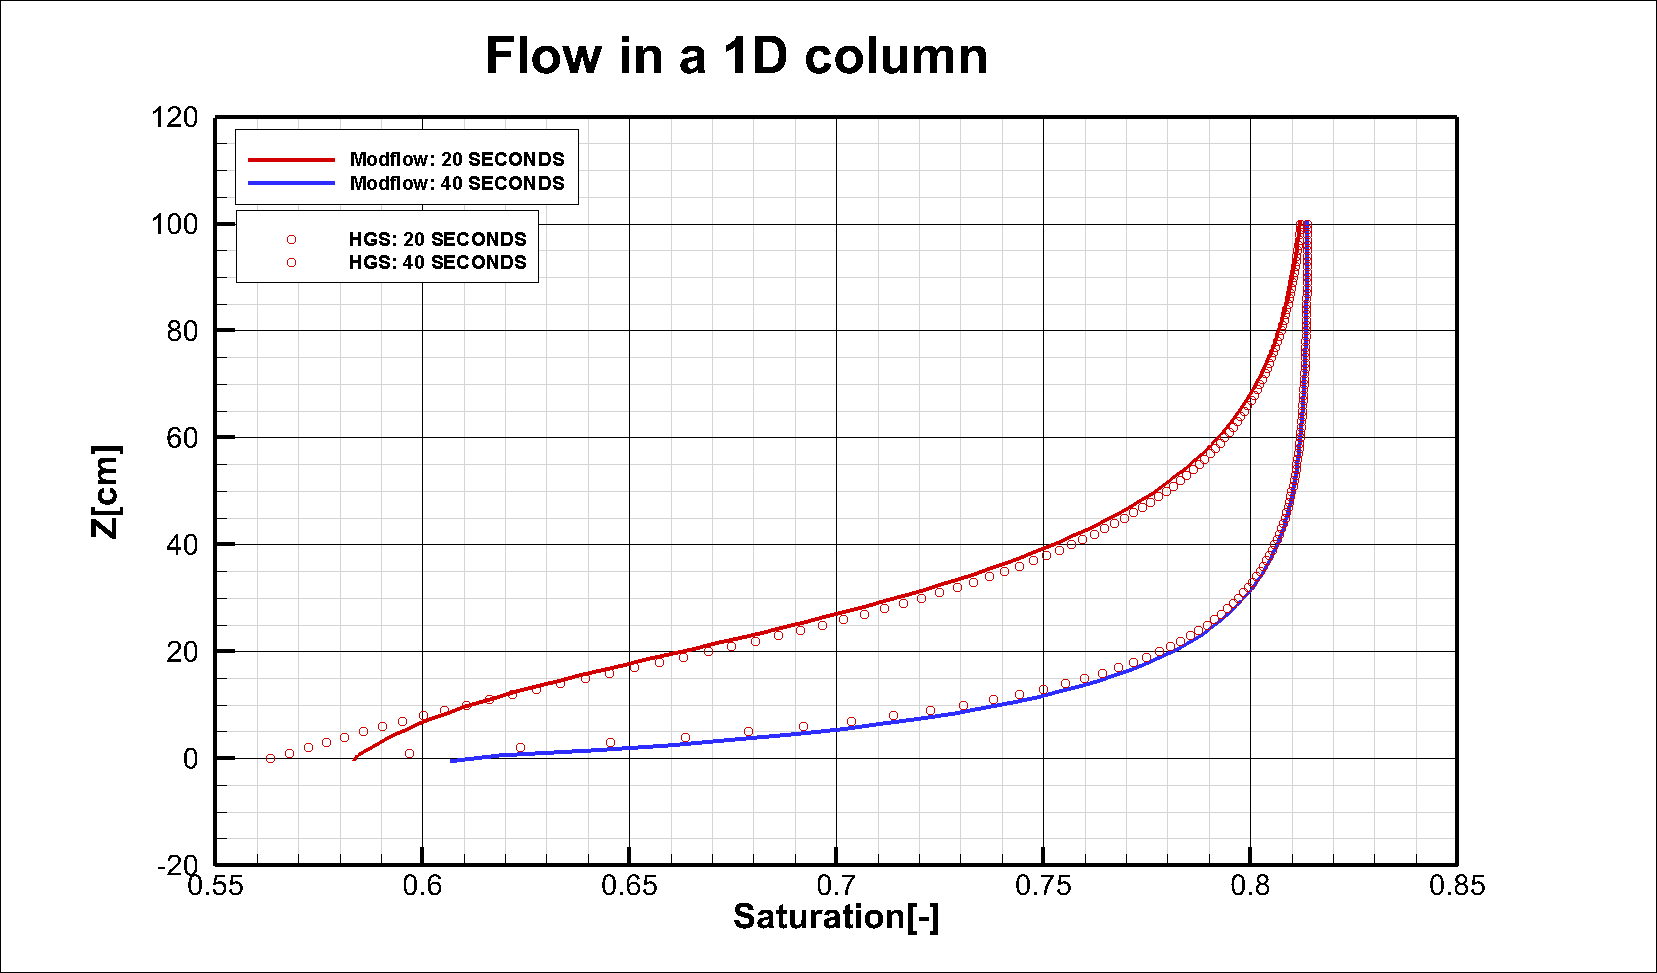 Flow in a 1D column
120
Modflow: 20 SECONDS
Modflow: 40 SECONDS
100
HGS: 20 SECONDS
HGS: 40 SECONDS
80
60
Z[cm]
40
20
0
-20
0.55 0.6 0.65 0.7 0.75 0.8 0.85
Saturation[-]